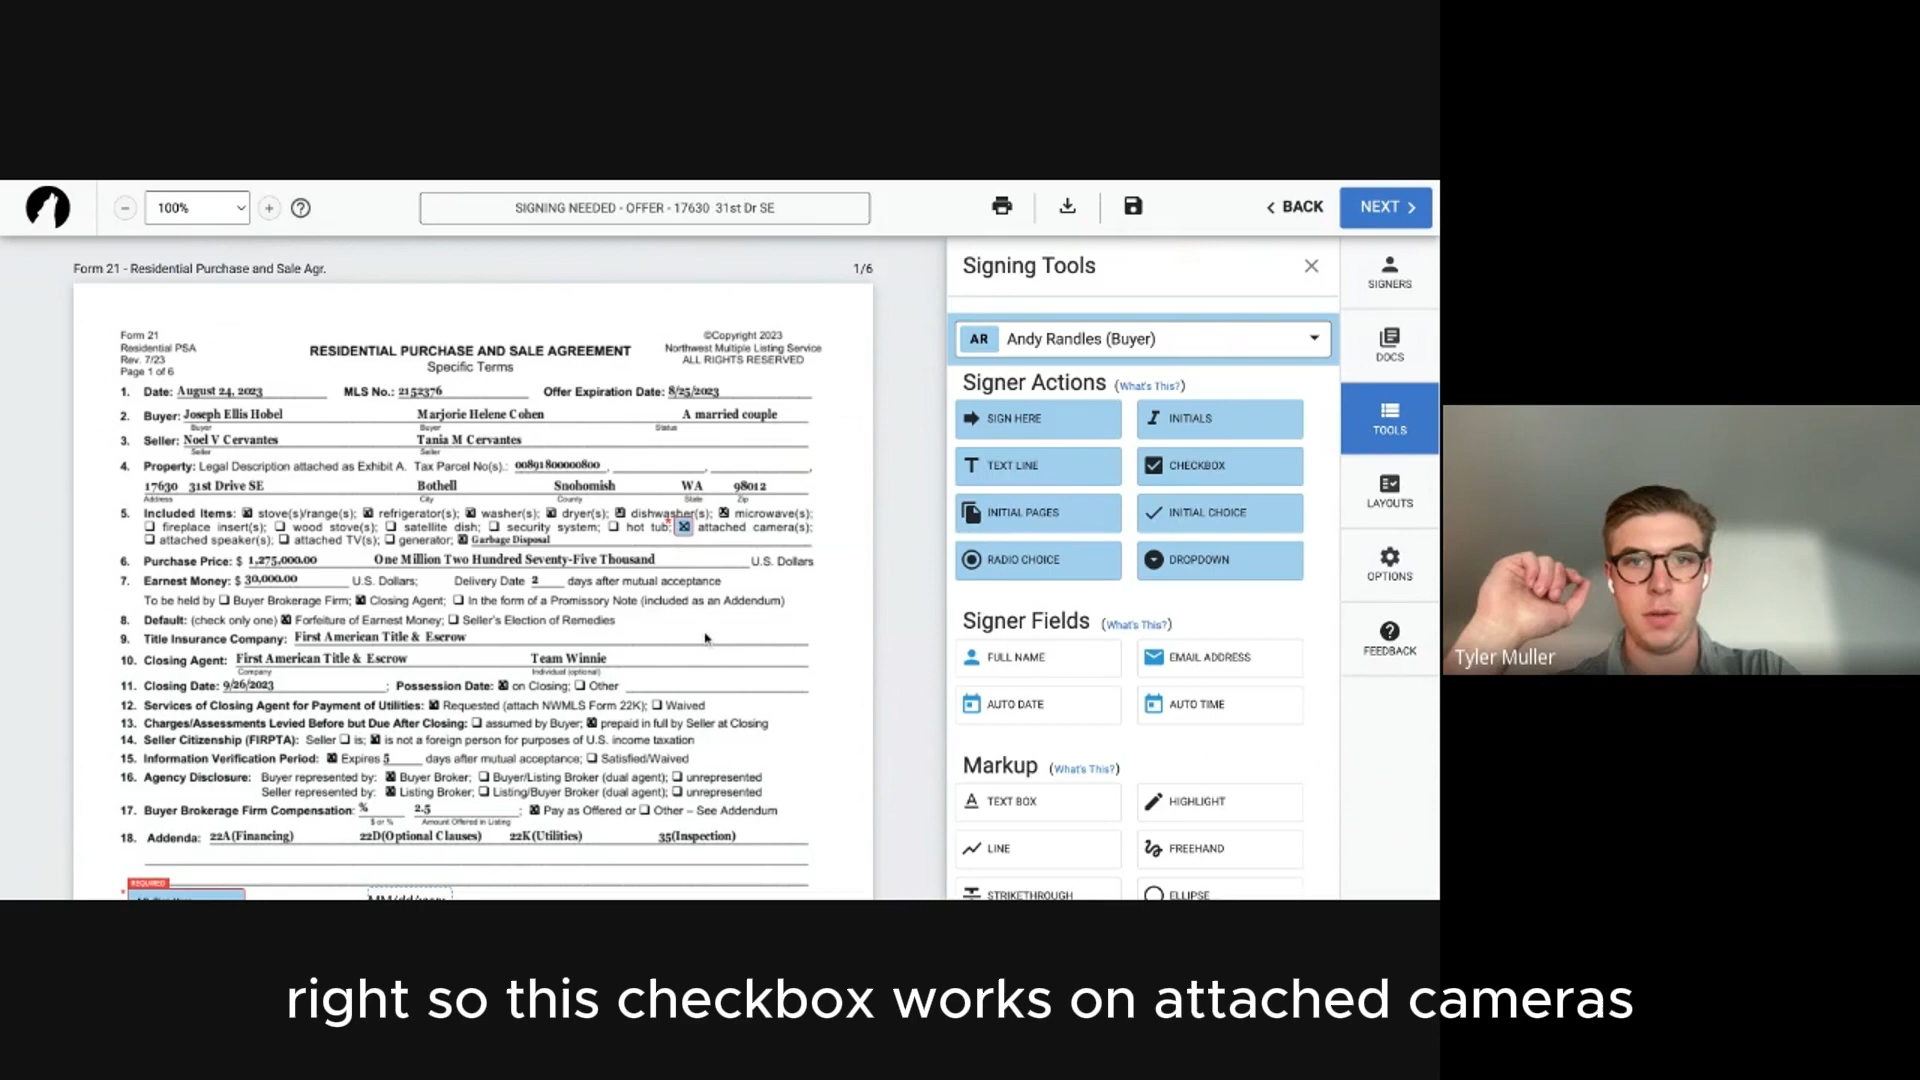 100%
SIGNING NEEDED - OFFER - 17630 31st Dr SE
BACK
NEXT
Form 21 - Residential Purchase and Sale Agr.
1/6
Form 21
Residential PSA
Rev. 7/23
Page 1 of 6
RESIDENTIAL PURCHASE AND SALE AGREEMENT
Specific Terms
©Copyright 2023
Northwest Multiple Listing Service
ALL RIGHTS RESERVED
1. Date: August 24, 2023 MLS No.: 2152376 Offer Expiration Date: 8/25/2023
2. Buyer: Joseph Ellis Hobel Marjorie Helene Cohen A married couple
Buyer Buyer Status
3. Seller: Noel V Cervantes Tania M Cervantes
Seller Seller
4. Property: Legal Description attached as Exhibit A. Tax Parcel No(s).: 00891800000800, , ,
17630 31st Drive SE Bothell Snohomish WA 98012
Address City County State Zip
5. Included Items: ☒ stove(s)/range(s); ☒ refrigerator(s); ☒ washer(s); ☒ dryer(s); ☒ dishwasher(s); ☒ microwave(s);
☐ fireplace insert(s); ☐ wood stove(s); ☐ satellite dish; ☐ security system; ☐ hot tub; ☒ attached camera(s);
☐ attached speaker(s); ☐ attached TV(s); ☐ generator; ☒ Garbage Disposal
6. Purchase Price: $ 1,275,000.00 One Million Two Hundred Seventy-Five Thousand U.S. Dollars
7. Earnest Money: $ 30,000.00 U.S. Dollars; Delivery Date 2 days after mutual acceptance
To be held by ☐ Buyer Brokerage Firm; ☒ Closing Agent; ☐ In the form of a Promissory Note (included as an Addendum)
8. Default: (check only one) ☒ Forfeiture of Earnest Money; ☐ Seller's Election of Remedies
9. Title Insurance Company: First American Title & Escrow
10. Closing Agent: First American Title & Escrow Team Winnie
Company Individual (optional)
11. Closing Date: 9/26/2023 ; Possession Date: ☒ on Closing; ☐ Other
12. Services of Closing Agent for Payment of Utilities: ☒ Requested (attach NWMLS Form 22K); ☐ Waived
13. Charges/Assessments Levied Before but Due After Closing: ☐ assumed by Buyer; ☒ prepaid in full by Seller at Closing
14. Seller Citizenship (FIRPTA): Seller ☐ is; ☒ is not a foreign person for purposes of U.S. income taxation
15. Information Verification Period: ☒ Expires 5 days after mutual acceptance; ☐ Satisfied/Waived
16. Agency Disclosure: Buyer represented by: ☒ Buyer Broker; ☐ Buyer/Listing Broker (dual agent); ☐ unrepresented
Seller represented by: ☒ Listing Broker; ☐ Listing/Buyer Broker (dual agent); ☐ unrepresented
17. Buyer Brokerage Firm Compensation: % 2.5 ; ☒ Pay as Offered or ☐ Other – See Addendum
$ or % Amount Offered in Listing
18. Addenda: 22A(Financing) 22D(Optional Clauses) 22K(Utilities) 35(Inspection)
REQUIRED
Signing Tools
AR Andy Randles (Buyer)
Signer Actions (What's This?)
SIGN HERE
INITIALS
TEXT LINE
CHECKBOX
INITIAL PAGES
INITIAL CHOICE
RADIO CHOICE
DROPDOWN
Signer Fields (What's This?)
FULL NAME
EMAIL ADDRESS
AUTO DATE
AUTO TIME
Markup (What's This?)
TEXT BOX
HIGHLIGHT
LINE
FREEHAND
STRIKETHROUGH
ELLIPSE
SIGNERS
DOCS
TOOLS
LAYOUTS
OPTIONS
FEEDBACK
Tyler Muller
right so this checkbox works on attached cameras